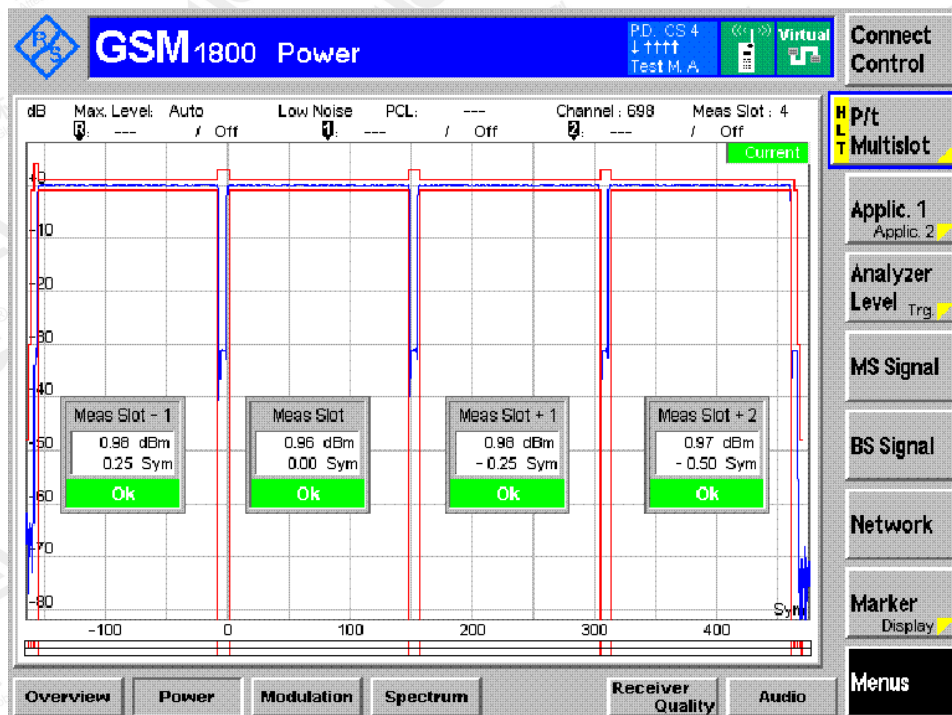 R S GSM 1800 Power
P.D. CS 4
Test M. A.
Virtual
Connect
Control
dB Max. Level: Auto Low Noise PCL: --- Channel : 698 Meas Slot : 4
R: --- / Off 1: --- / Off 2: --- / Off
Current
H L T
P/t
Multislot
Applic. 1
Applic. 2
Analyzer
Level Trg.
MS Signal
BS Signal
Network
Marker
Display
Menus
+0
-10
-20
-30
-40
-50
-60
-70
-80
Meas Slot - 1
0.98 dBm
0.25 Sym
Ok
Meas Slot
0.96 dBm
0.00 Sym
Ok
Meas Slot + 1
0.98 dBm
- 0.25 Sym
Ok
Meas Slot + 2
0.97 dBm
- 0.50 Sym
Ok
Sym
-100 0 100 200 300 400
Overview Power Modulation Spectrum Receiver Quality Audio